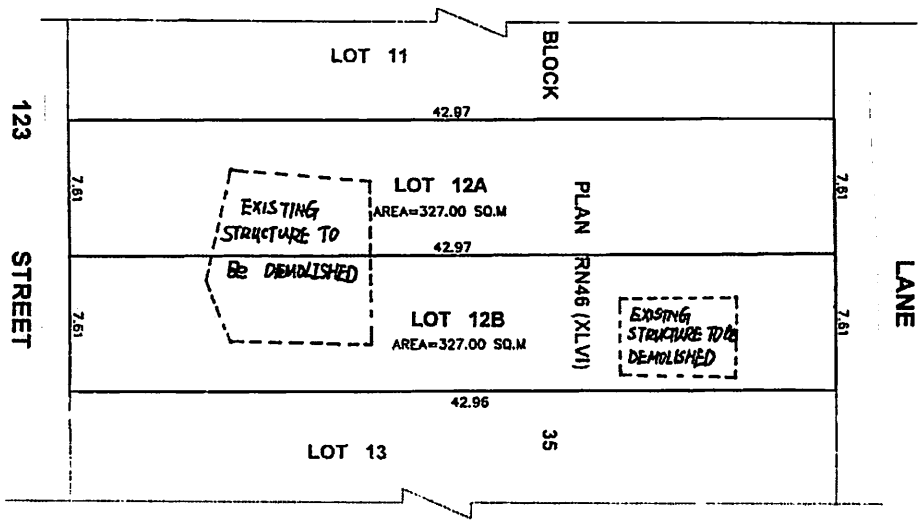 LOT 11
BLOCK
42.97
123
STREET
7.61
LOT 12A
AREA=327.00 SQ.M
PLAN RN46 (XLVI)
7.61
EXISTING
STRUCTURE TO
BE DEMOLISHED
42.97
LANE
7.61
LOT 12B
AREA=327.00 SQ.M
EXISTING
STRUCTURE TO BE
DEMOLISHED
7.61
42.96
LOT 13
35